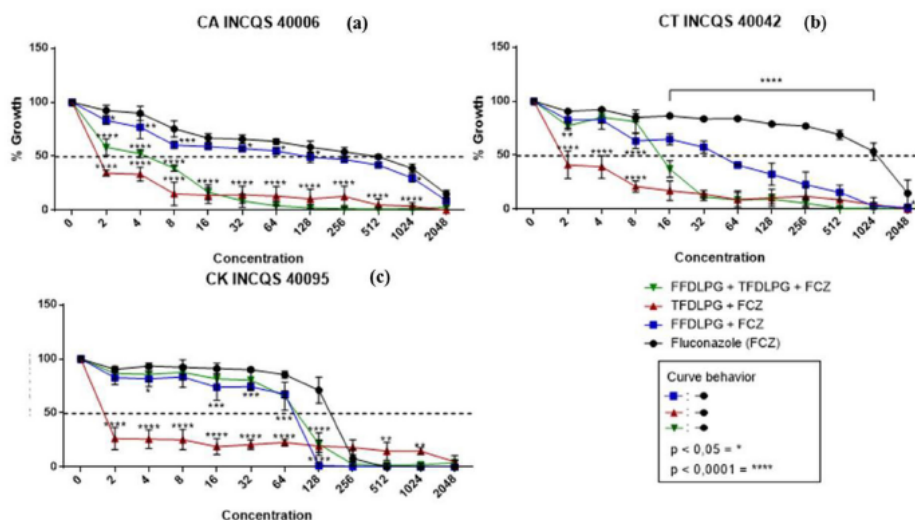 CA INCQS 40006 (a)
150
100
50
0
% Growth
** ** *** * * *
**** **** ****
**** **** **** **** **** **** **** **** ****
0 2 4 8 16 32 64 128 256 512 1024 2048
Concentration
CT INCQS 40042 (b)
150
100
50
0
% Growth
****
**
**** **** ****
****
0 2 4 8 16 32 64 128 256 512 1024 2048
Concentration
CK INCQS 40095 (c)
150
100
50
0
* *** *** ***
**** **** **** **** **** **** **** ** **
****
0 2 4 8 16 32 64 128 256 512 1024 2048
Concentration
FFDLPG + TFDLPG + FCZ
TFDLPG + FCZ
FFDLPG + FCZ
Fluconazole (FCZ)
Curve behavior
:
:
:
p < 0,05 = *
p < 0,0001 = ****